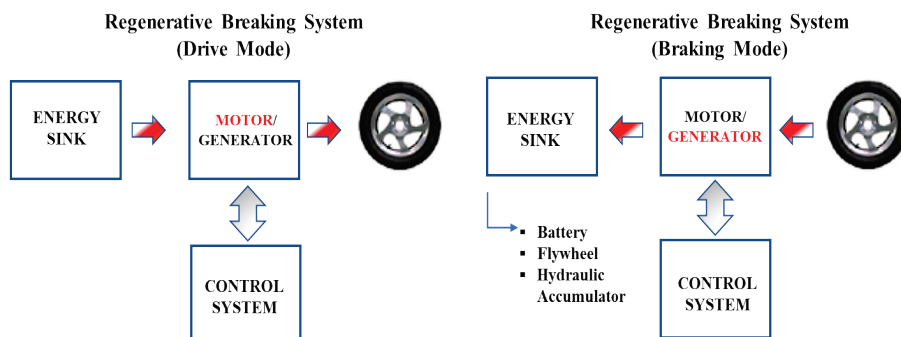 Regenerative Breaking System
(Drive Mode)
ENERGY
SINK
MOTOR/
GENERATOR
CONTROL
SYSTEM
Regenerative Breaking System
(Braking Mode)
ENERGY
SINK
MOTOR/
GENERATOR
▪ Battery
▪ Flywheel
▪ Hydraulic
Accumulator
CONTROL
SYSTEM